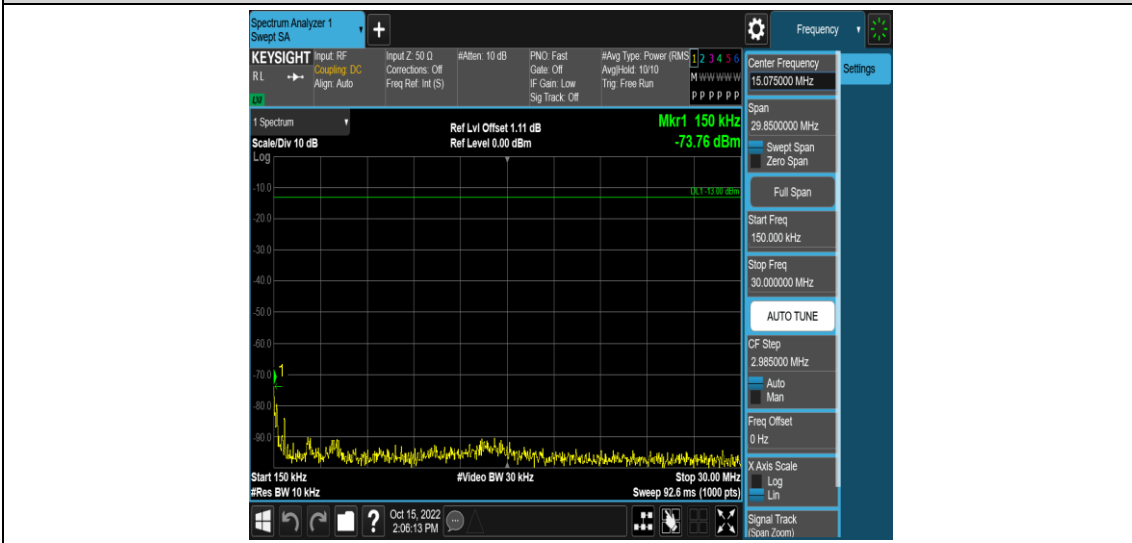 Spectrum Analyzer 1
Swept SA
Frequency
KEYSIGHT
RL
LXI
Input: RF
Coupling: DC
Align: Auto
Input Z: 50 Ω
Corrections: Off
Freq Ref: Int (S)
#Atten: 10 dB
PNO: Fast
Gate: Off
IF Gain: Low
Sig Track: Off
#Avg Type: Power (RMS
Avg|Hold: 10/10
Trig: Free Run
1 2 3 4 5 6
M W W W W W
P P P P P P
1 Spectrum
Scale/Div 10 dB
Log
Ref Lvl Offset 1.11 dB
Ref Level 0.00 dBm
Mkr1 150 kHz
-73.76 dBm
DL1 -13.00 dBm
-10.0
-20.0
-30.0
-40.0
-50.0
-60.0
-70.0
-80.0
-90.0
1
Start 150 kHz
#Res BW 10 kHz
#Video BW 30 kHz
Stop 30.00 MHz
Sweep 92.6 ms (1000 pts)
Oct 15, 2022
2:06:13 PM
Center Frequency
15.075000 MHz
Settings
Span
29.8500000 MHz
Swept Span
Zero Span
Full Span
Start Freq
150.000 kHz
Stop Freq
30.000000 MHz
AUTO TUNE
CF Step
2.985000 MHz
Auto
Man
Freq Offset
0 Hz
X Axis Scale
Log
Lin
Signal Track
(Span Zoom)